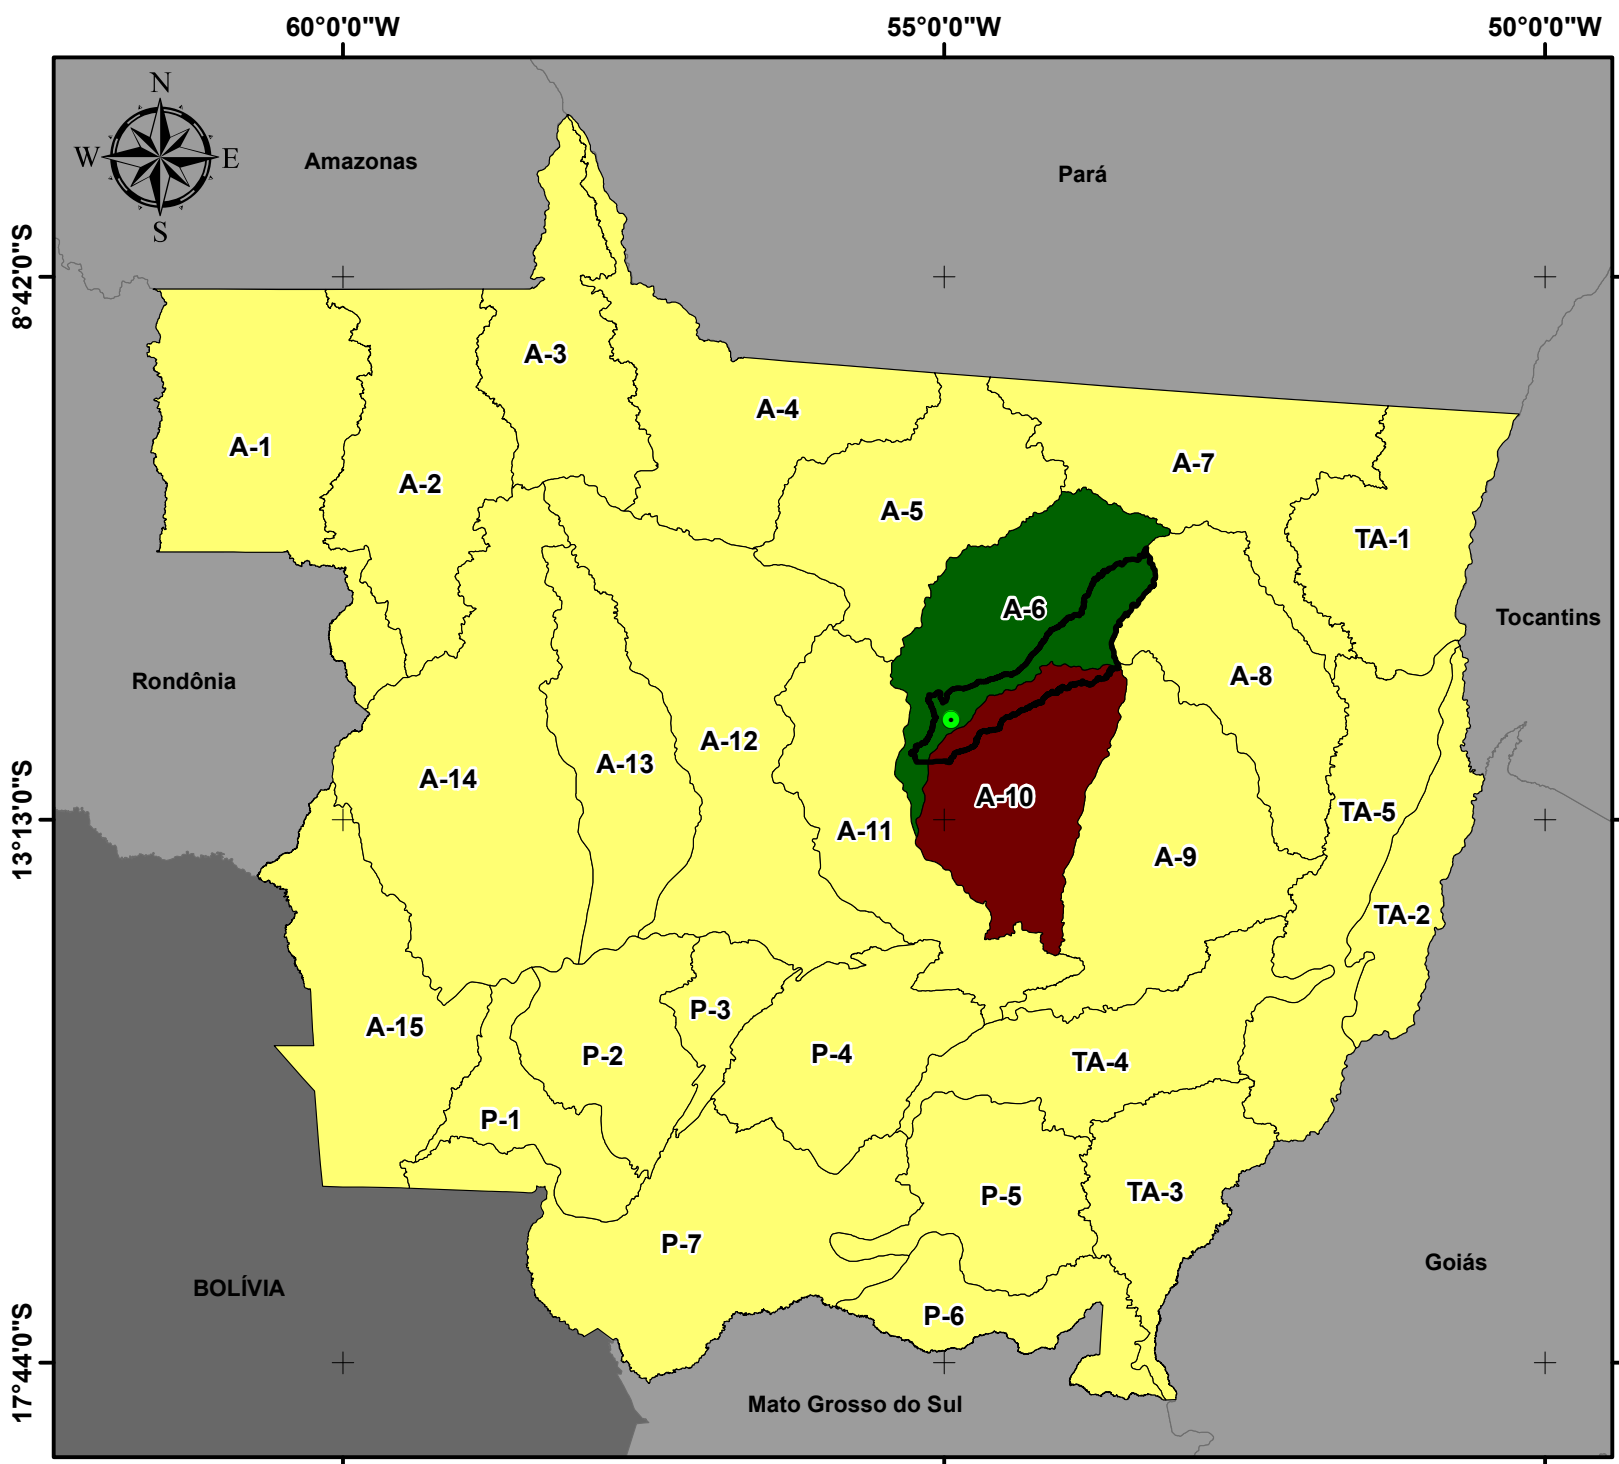 60°0'0"W
55°0'0"W
50°0'0"W
N
W
E
S
Amazonas
Pará
8°42'0"S
A-3
A-4
A-1
A-7
A-2
A-5
TA-1
A-6
Tocantins
Rondônia
A-8
A-12
A-13
A-14
A-10
TA-5
13°13'0"S
A-11
A-9
TA-2
P-3
A-15
P-2
P-4
TA-4
P-1
TA-3
P-5
P-7
Goiás
BOLÍVIA
P-6
17°44'0"S
Mato Grosso do Sul